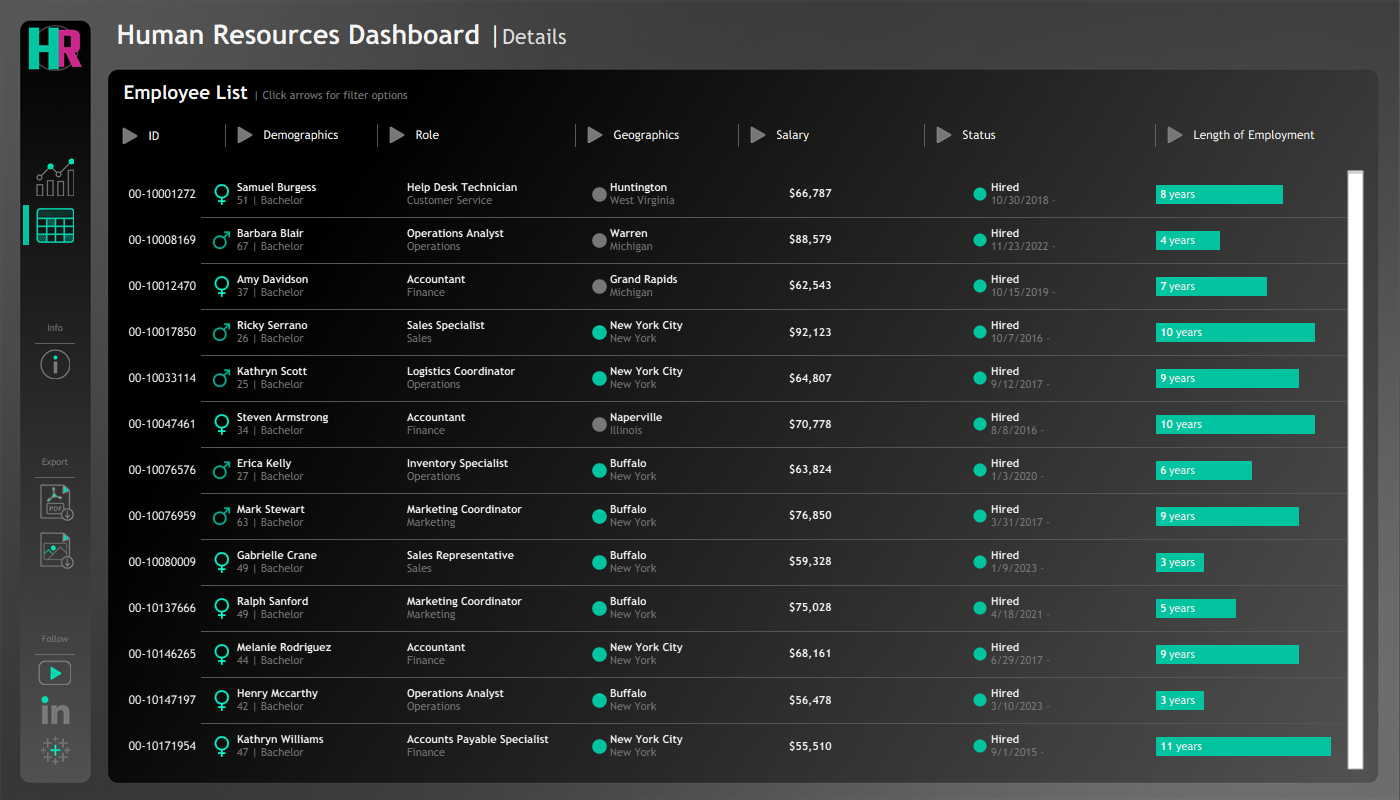 HR
Human Resources Dashboard | Details
Employee List | Click arrows for filter options
ID Demographics Role Geographics Salary Status Length of Employment
00-10001272 Samuel Burgess Help Desk Technician Huntington $66,787 Hired 8 years
51 | Bachelor Customer Service West Virginia 10/30/2018 -
00-10008169 Barbara Blair Operations Analyst Warren $88,579 Hired 4 years
67 | Bachelor Operations Michigan 11/23/2022 -
00-10012470 Amy Davidson Accountant Grand Rapids $62,543 Hired 7 years
37 | Bachelor Finance Michigan 10/15/2019 -
00-10017850 Ricky Serrano Sales Specialist New York City $92,123 Hired 10 years
26 | Bachelor Sales New York 10/7/2016 -
00-10033114 Kathryn Scott Logistics Coordinator New York City $64,807 Hired 9 years
25 | Bachelor Operations New York 9/12/2017 -
00-10047461 Steven Armstrong Accountant Naperville $70,778 Hired 10 years
34 | Bachelor Finance Illinois 8/8/2016 -
00-10076576 Erica Kelly Inventory Specialist Buffalo $63,824 Hired 6 years
27 | Bachelor Operations New York 1/3/2020 -
00-10076959 Mark Stewart Marketing Coordinator Buffalo $76,850 Hired 9 years
63 | Bachelor Marketing New York 3/31/2017 -
00-10080009 Gabrielle Crane Sales Representative Buffalo $59,328 Hired 3 years
49 | Bachelor Sales New York 1/9/2023 -
00-10137666 Ralph Sanford Marketing Coordinator Buffalo $75,028 Hired 5 years
49 | Bachelor Marketing New York 4/18/2021 -
00-10146265 Melanie Rodriguez Accountant New York City $68,161 Hired 9 years
44 | Bachelor Finance New York 6/29/2017 -
00-10147197 Henry Mccarthy Operations Analyst Buffalo $56,478 Hired 3 years
42 | Bachelor Operations New York 3/10/2023 -
00-10171954 Kathryn Williams Accounts Payable Specialist New York City $55,510 Hired 11 years
47 | Bachelor Finance New York 9/1/2015 -
Info
i
Export
PDF
Follow
in